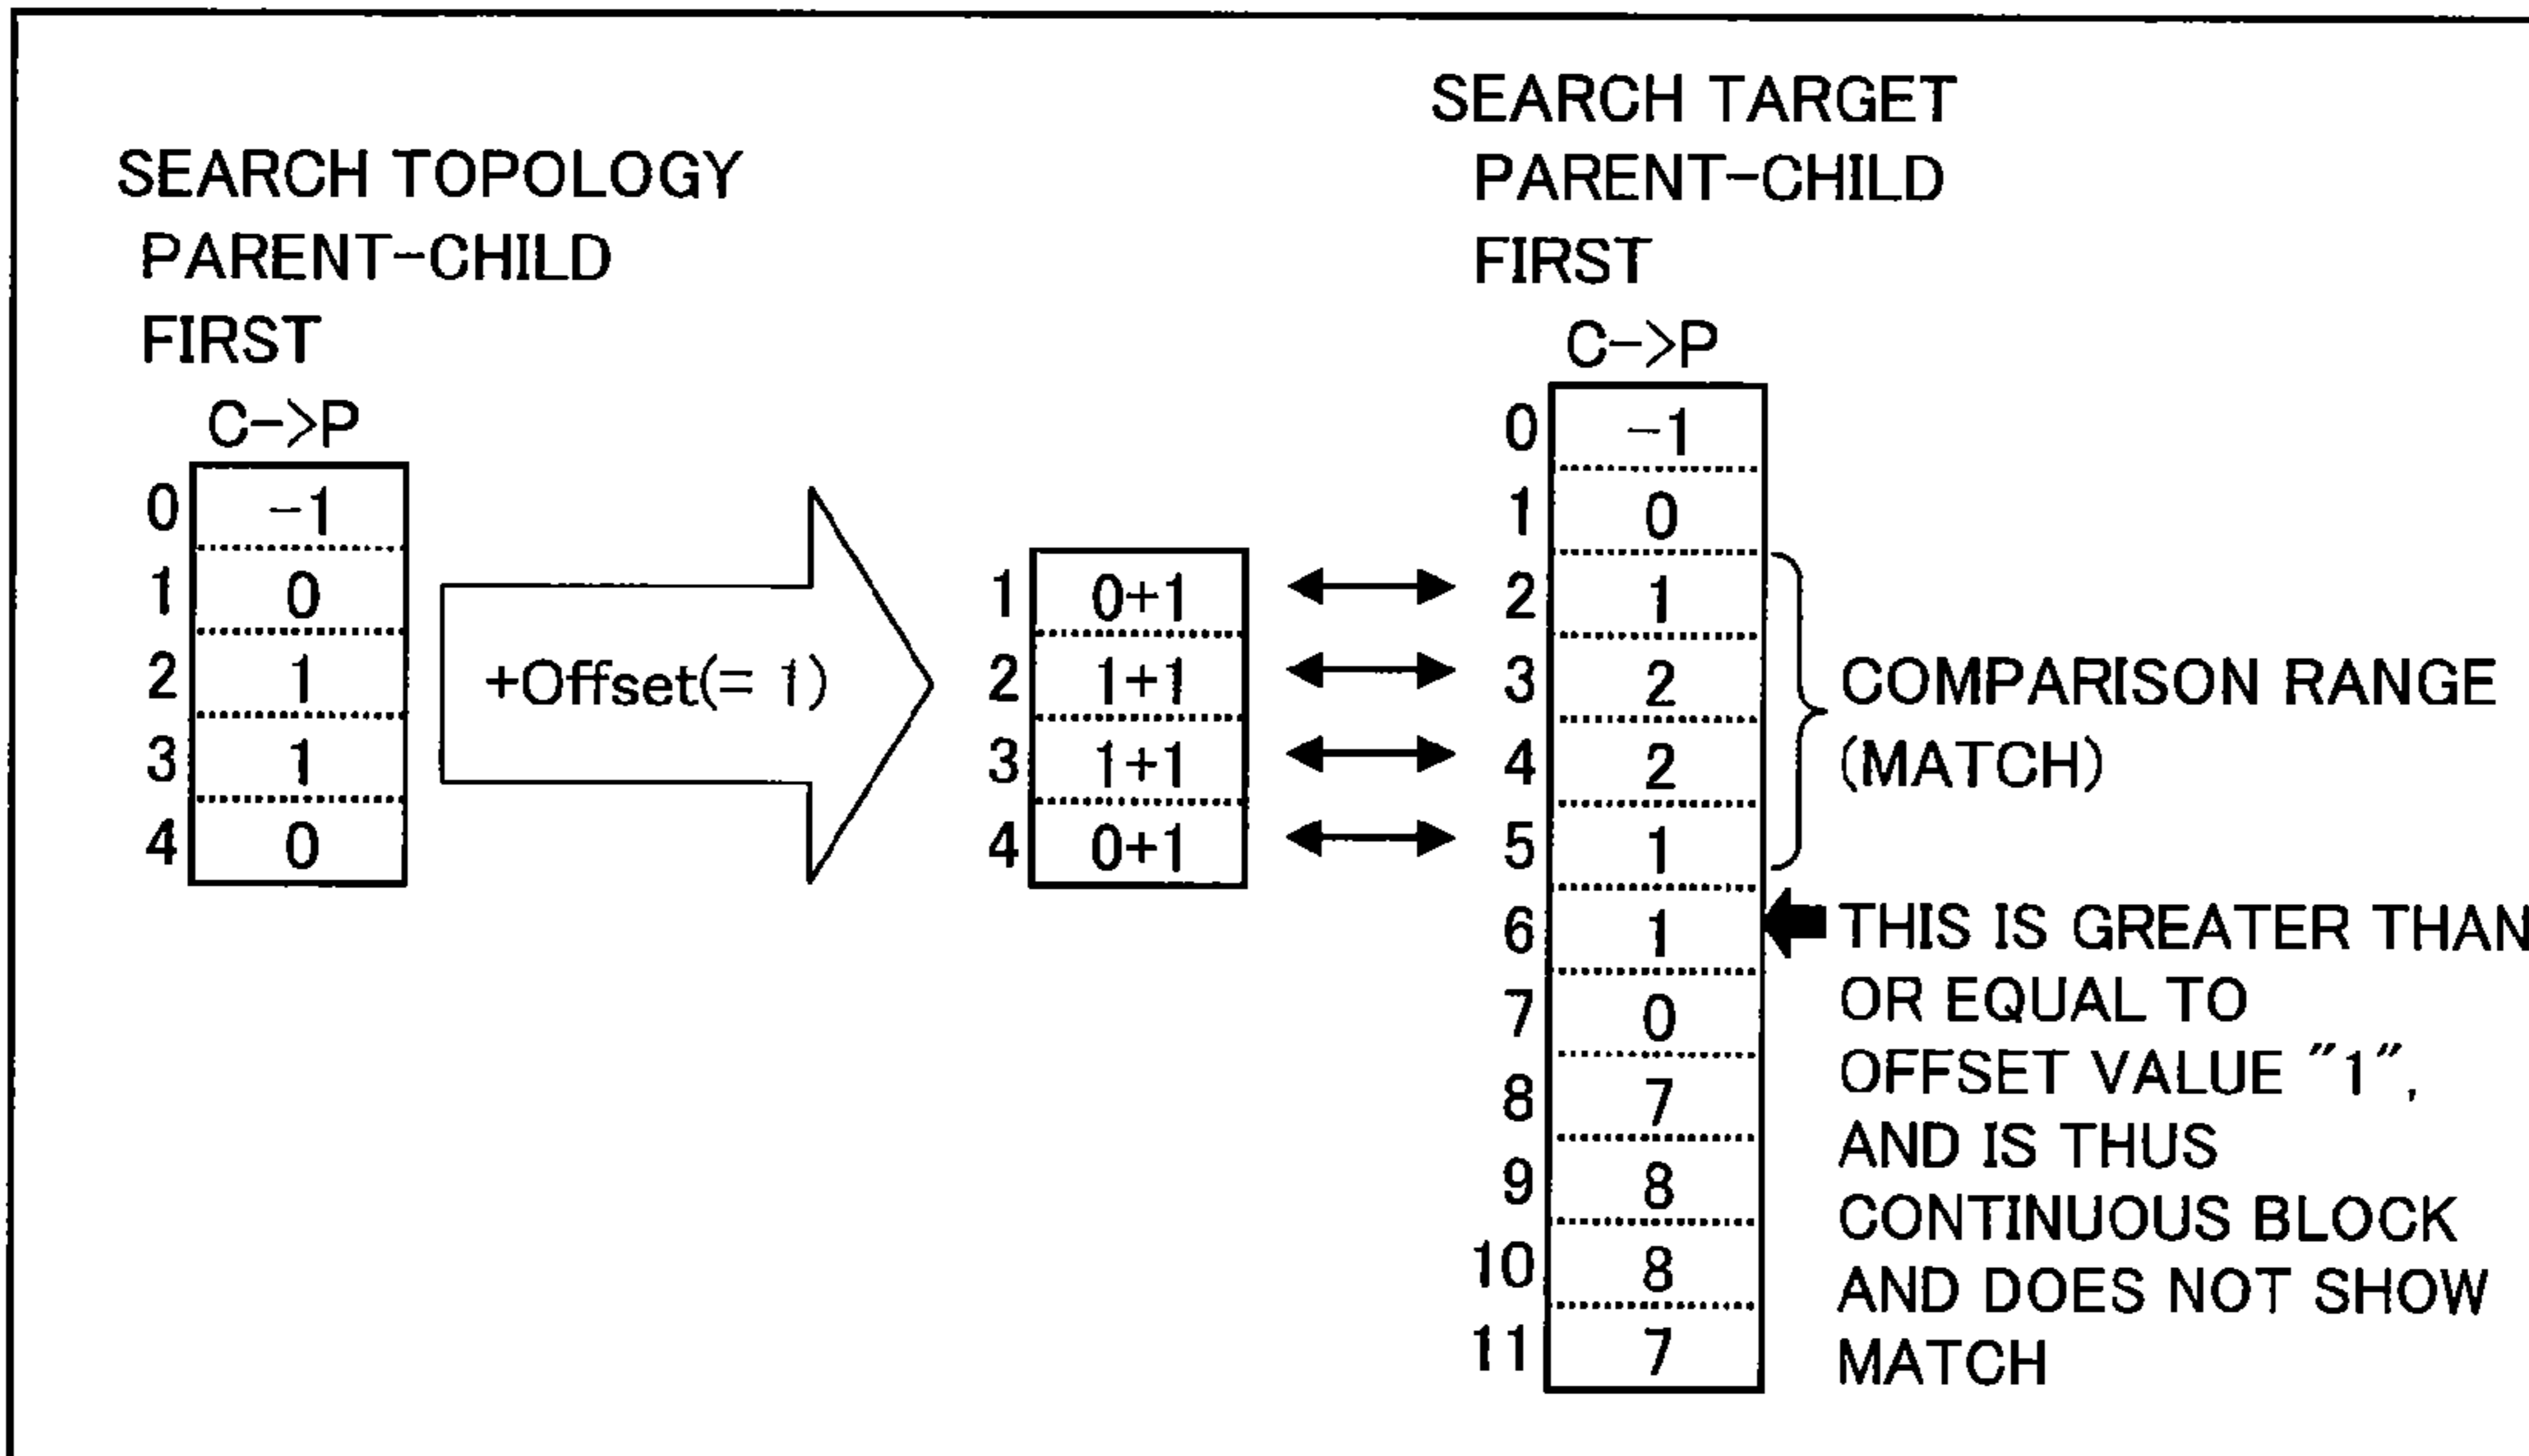 SEARCH TOPOLOGY
PARENT-CHILD
FIRST
C->P
0 -1
1 0
2 1
3 1
4 0
+Offset(= 1)
1 0+1
2 1+1
3 1+1
4 0+1
SEARCH TARGET
PARENT-CHILD
FIRST
C->P
0 -1
1 0
2 1
3 2
4 2
5 1
6 1
7 0
8 7
9 8
10 8
11 7
COMPARISON RANGE
(MATCH)
THIS IS GREATER THAN
OR EQUAL TO
OFFSET VALUE "1",
AND IS THUS
CONTINUOUS BLOCK
AND DOES NOT SHOW
MATCH